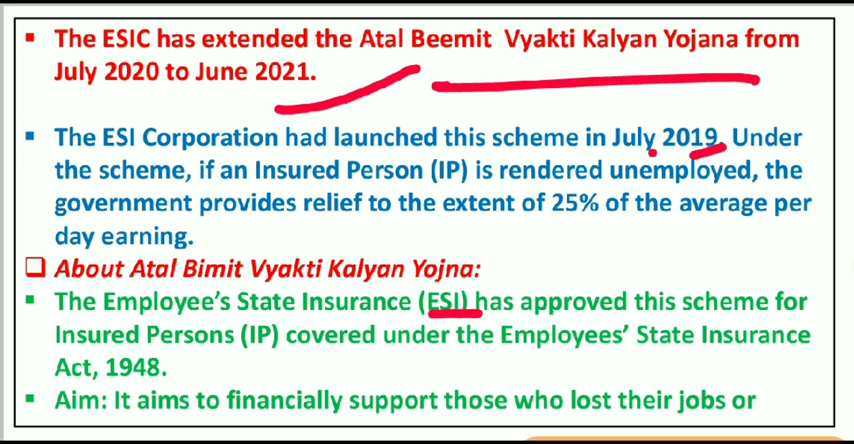 The ESIC has extended the Atal Beemit Vyakti Kalyan Yojana from
July 2020 to June 2021.
The ESI Corporation had launched this scheme in July 2019. Under
the scheme, if an Insured Person (IP) is rendered unemployed, the
government provides relief to the extent of 25% of the average per
day earning.
About Atal Bimit Vyakti Kalyan Yojna:
The Employee's State Insurance (ESI) has approved this scheme for
Insured Persons (IP) covered under the Employees' State Insurance
Act, 1948.
Aim: It aims to financially support those who lost their jobs or